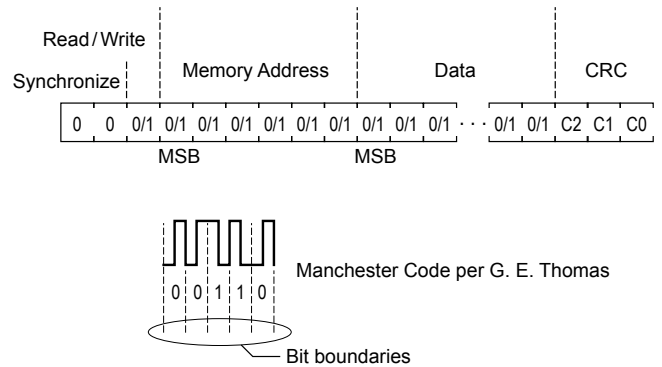 Read/Write
Memory Address Data CRC
Synchronize
0 0 0/1 0/1 0/1 0/1 0/1 0/1 0/1 0/1 0/1 0/1 · · · 0/1 0/1 C2 C1 C0
MSB MSB
Manchester Code per G. E. Thomas
0 0 1 1 0
Bit boundaries